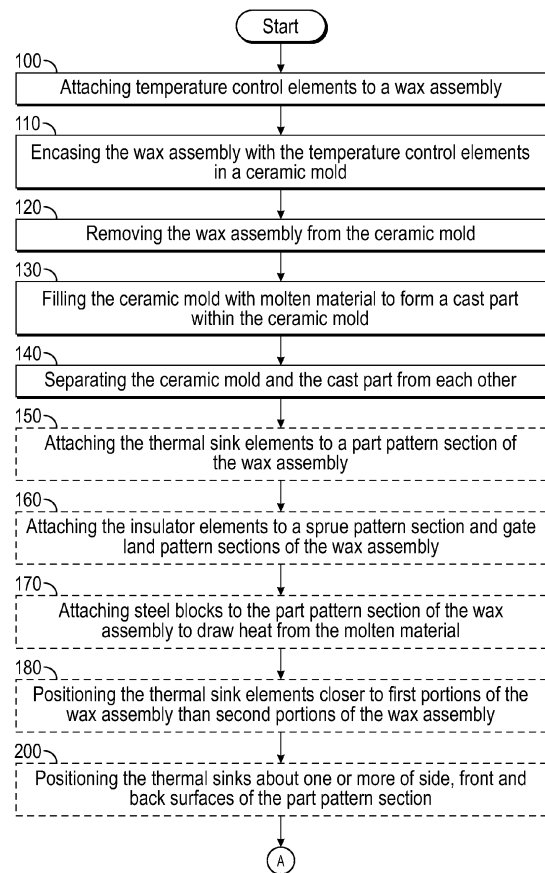 Start
100
Attaching temperature control elements to a wax assembly
110
Encasing the wax assembly with the temperature control elements
in a ceramic mold
120
Removing the wax assembly from the ceramic mold
130
Filling the ceramic mold with molten material to form a cast part
within the ceramic mold
140
Separating the ceramic mold and the cast part from each other
150
Attaching the thermal sink elements to a part pattern section of
the wax assembly
160
Attaching the insulator elements to a sprue pattern section and gate
land pattern sections of the wax assembly
170
Attaching steel blocks to the part pattern section of the wax
assembly to draw heat from the molten material
180
Positioning the thermal sink elements closer to first portions of the
wax assembly than second portions of the wax assembly
200
Positioning the thermal sinks about one or more of side, front and
back surfaces of the part pattern section
A